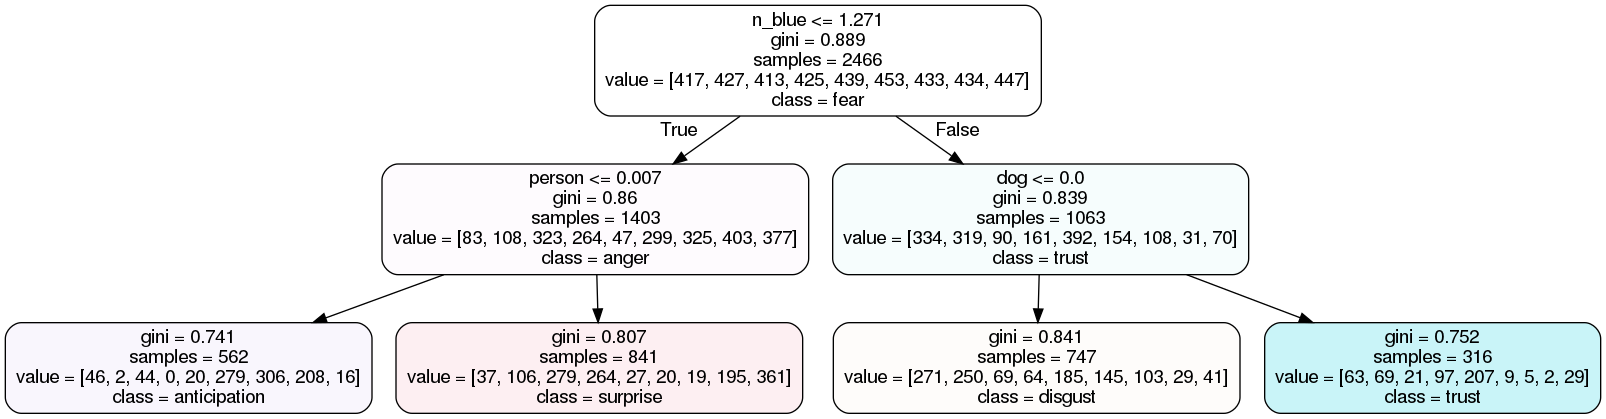 n_blue <= 1.271
gini = 0.889
samples = 2466
value = [417, 427, 413, 425, 439, 453, 433, 434, 447]
class = fear
True
False
person <= 0.007
gini = 0.86
samples = 1403
value = [83, 108, 323, 264, 47, 299, 325, 403, 377]
class = anger
dog <= 0.0
gini = 0.839
samples = 1063
value = [334, 319, 90, 161, 392, 154, 108, 31, 70]
class = trust
gini = 0.741
samples = 562
value = [46, 2, 44, 0, 20, 279, 306, 208, 16]
class = anticipation
gini = 0.807
samples = 841
value = [37, 106, 279, 264, 27, 20, 19, 195, 361]
class = surprise
gini = 0.841
samples = 747
value = [271, 250, 69, 64, 185, 145, 103, 29, 41]
class = disgust
gini = 0.752
samples = 316
value = [63, 69, 21, 97, 207, 9, 5, 2, 29]
class = trust